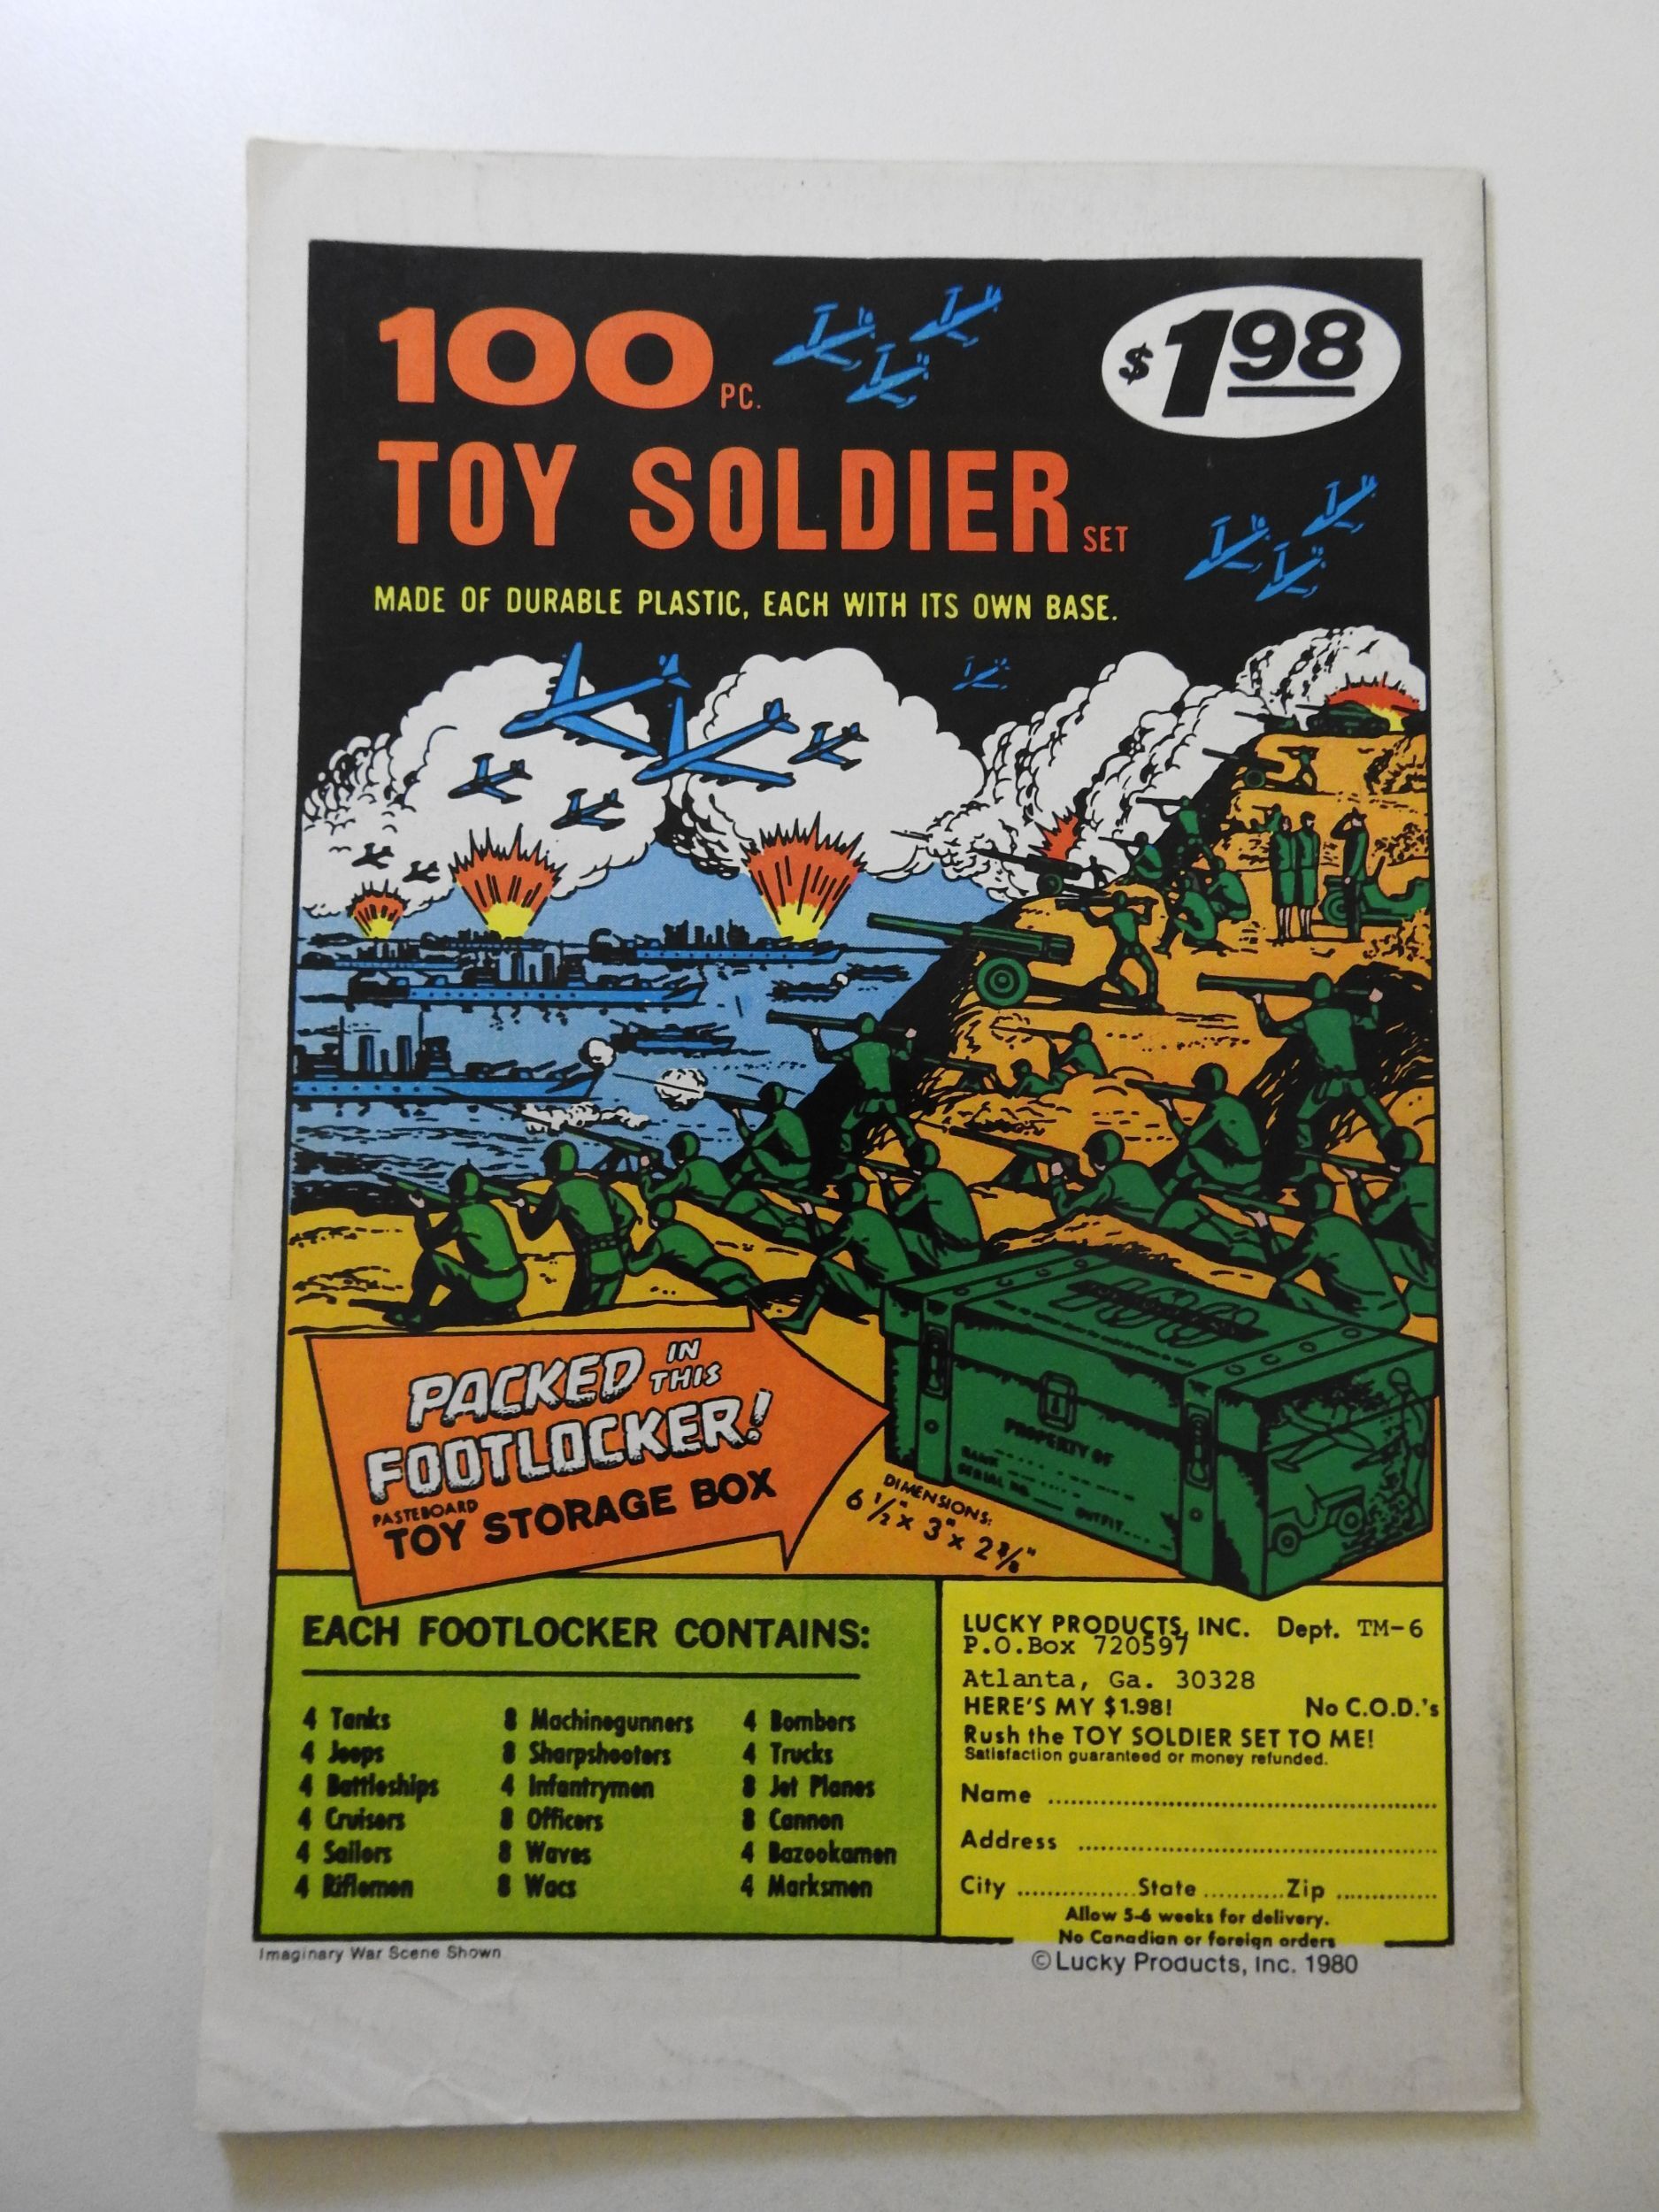 100 PC.
$1.98
TOY SOLDIER SET
MADE OF DURABLE PLASTIC, EACH WITH ITS OWN BASE.
PACKED IN THIS
FOOTLOCKER!
PASTEBOARD
TOY STORAGE BOX
DIMENSIONS:
6 1/2" x 3" x 2 3/8"
100
PROPERTY OF
NAME
SERIAL NO. OUTFIT
EACH FOOTLOCKER CONTAINS:
4 Tanks
4 Jeeps
4 Battleships
4 Cruisers
4 Sailors
4 Riflemen
8 Machinegunners
8 Sharpshooters
4 Infantrymen
8 Officers
8 Waves
8 Wacs
4 Bombers
4 Trucks
8 Jet Planes
8 Cannon
4 Bazookamen
4 Marksmen
LUCKY PRODUCTS, INC. Dept. TM-6
P.O.Box 720597
Atlanta, Ga. 30328
HERE'S MY $1.98! No C.O.D.'s
Rush the TOY SOLDIER SET TO ME!
Satisfaction guaranteed or money refunded.
Name
Address
City State Zip
Allow 5-6 weeks for delivery.
No Canadian or foreign orders
Imaginary War Scene Shown
©Lucky Products, Inc. 1980